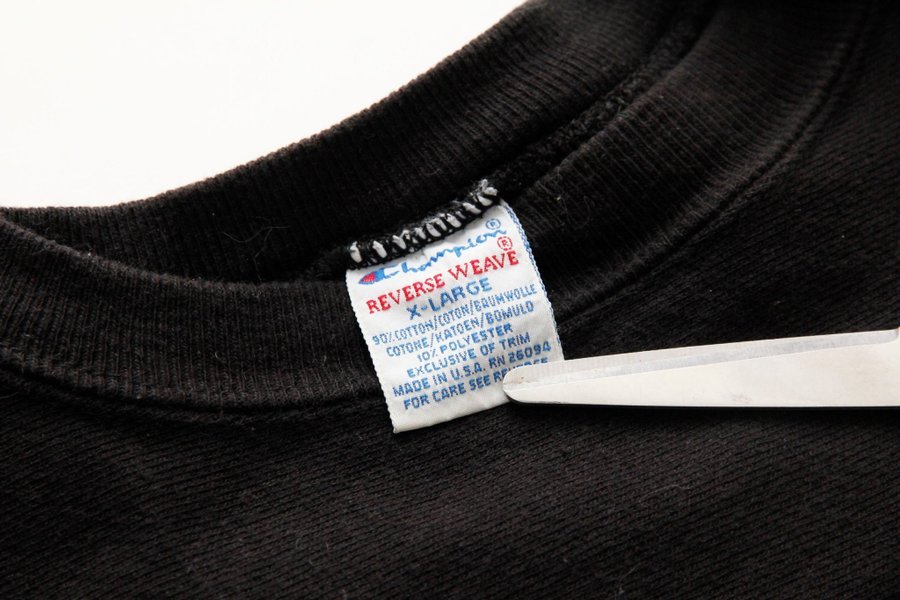 Champion®
REVERSE WEAVE®
X-LARGE
90% COTTON/COTON/BAUMWOLLE
COTONE/KATOEN/BOMULD
10% POLYESTER
EXCLUSIVE OF TRIM
MADE IN U.S.A. RN 26094
FOR CARE SEE